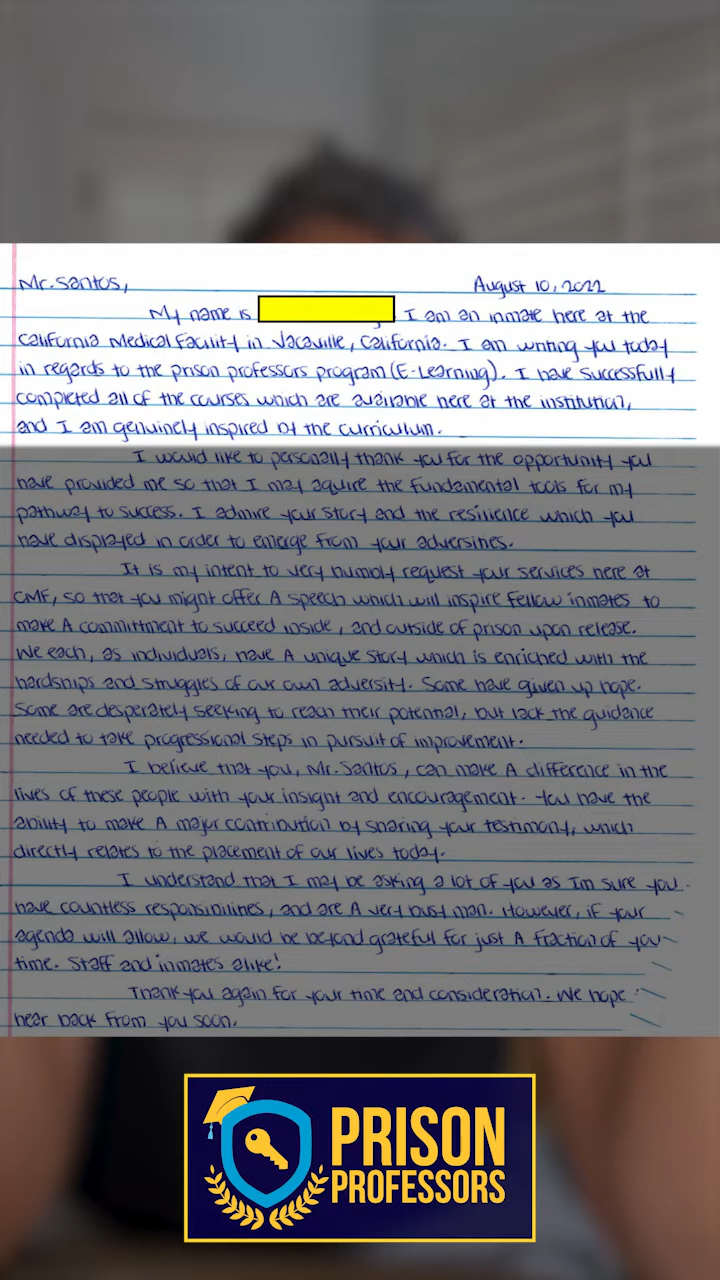 Mr. Santos,
August 10, 2022
My name is
I am an inmate here at the
California Medical Facility in Vacaville, California. I am writing you today
in regards to the prison professors program (E-Learning). I have successfully
completed all of the courses which are available here at the institution,
and I am genuinely inspired by the curriculum.
I would like to personally thank you for the opportunity you
have provided me so that I may aquire the fundamental tools for my
pathway to success. I admire your story and the resilience which you
have displayed in order to emerge from your adversities.
It is my intent to very humbly request your services here at
CMF, so that you might offer A speech which will inspire fellow inmates to
make A committment to succeed inside, and outside of prison upon release.
We each, as individuals, have A unique story which is enriched with the
hardships and struggles of our own adversity. Some have given up hope.
Some are desperately seeking to reach their potential, but lack the guidance
needed to take progressional steps in pursuit of improvement.
I believe that you, Mr. Santos, can make A difference in the
lives of these people with your insight and encouragement. You have the
ability to make A major contribution by sharing your testimony, which
directly relates to the placement of our lives today.
I understand that I may be asking a lot of you as Im sure you
have countless responsibilities, and are A very busy man. However, if your
agenda will allow, we would be beyond grateful for just A fraction of you
time. Staff and inmates alike!
Thank you again for your time and consideration. We hope
hear back from you soon.
PRISON
PROFESSORS